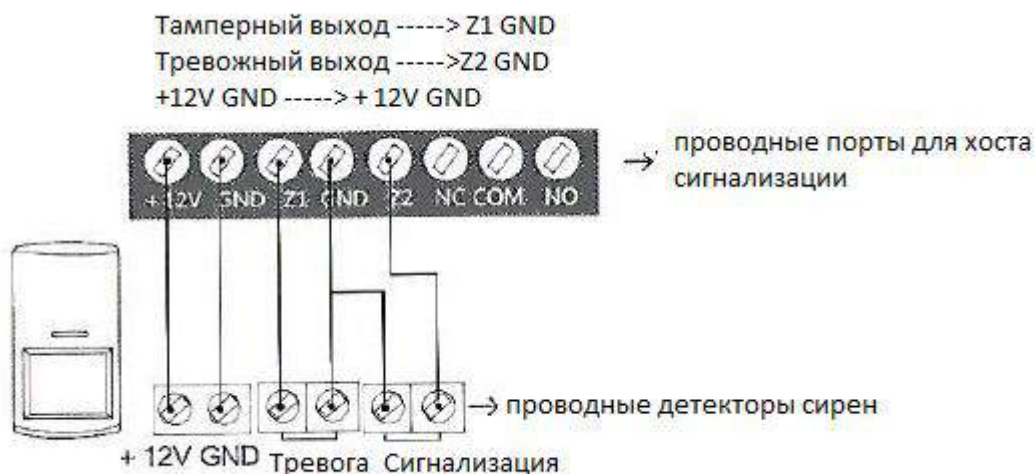 Тамперный выход -----> Z1 GND
Тревожный выход ----->Z2 GND
+12V GND -----> + 12V GND
проводные порты для хоста
сигнализации
+ 12V GND Z1 GND Z2 NC COM. NO
проводные детекторы сирен
+ 12V GND Тревога Сигнализация